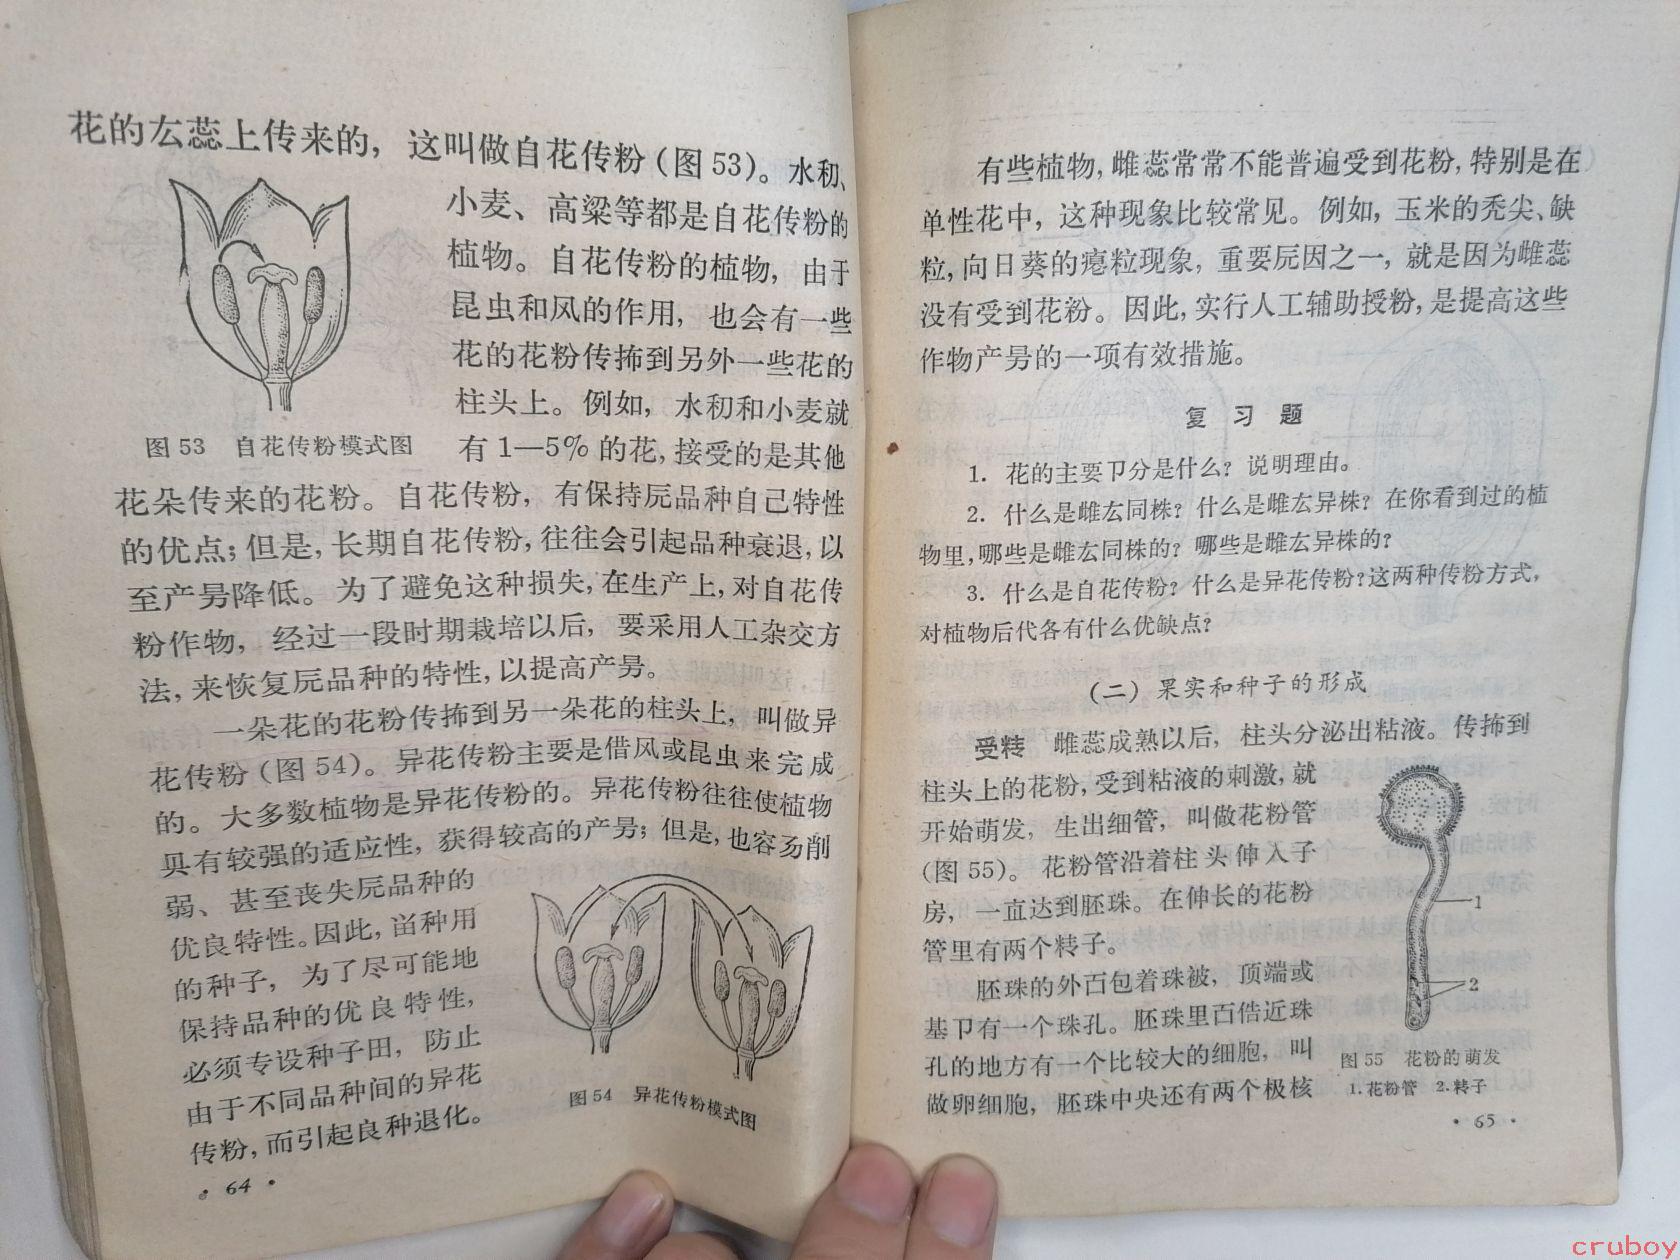 花的厷蕊上传来的，这叫做自花传粉（图53）。水稻、
小麦、高粱等都是自花传粉的
植物。自花传粉的植物，由于
昆虫和风的作用，也会有一些
花的花粉传抪到另外一些花的
柱头上。例如，水稻和小麦就
有1—5%的花，接受的是其他
图53 自花传粉模式图
花朵传来的花粉。自花传粉，有保持原品种自己特性
的优点；但是，长期自花传粉，往往会引起品种衰退，以
至产量降低。为了避免这种损失，在生产上，对自花传
粉作物，经过一段时期栽培以后，要采用人工杂交方
法，来恢复原品种的特性，以提高产量。
一朵花的花粉传抪到另一朵花的柱头上，叫做异
花传粉（图54）。异花传粉主要是借风或昆虫来完成
的。大多数植物是异花传粉的。异花传粉往往使植物
具有较强的适应性，获得较高的产量；但是，也容易削
弱、甚至丧失原品种的
优良特性。因此，当种用
的种子，为了尽可能地
保持品种的优良特性，
必须专设种子田，防止
由于不同品种间的异花
传粉，而引起良种退化。
图54 异花传粉模式图
· 64 ·
有些植物，雌蕊常常不能普遍受到花粉，特别是在
单性花中，这种现象比较常见。例如，玉米的秃尖、缺
粒，向日葵的瘪粒现象，重要原因之一，就是因为雌蕊
没有受到花粉。因此，实行人工辅助授粉，是提高这些
作物产量的一项有效措施。
复习题
1. 花的主要卩分是什么？说明理由。
2. 什么是雌厷同株？什么是雌厷异株？在你看到过的植
物里，哪些是雌厷同株的？哪些是雌厷异株的？
3. 什么是自花传粉？什么是异花传粉？这两种传粉方式，
对植物后代各有什么优缺点？
（二）果实和种子的形成
受精 雌蕊成熟以后，柱头分泌出粘液。传抪到
柱头上的花粉，受到粘液的刺激，就
开始萌发，生出细管，叫做花粉管
（图55）。花粉管沿着柱头伸入子
房，一直达到胚珠。在伸长的花粉
管里有两个精子。
胚珠的外面包着珠被，顶端或
基卩有一个珠孔。胚珠里面靠近珠
孔的地方有一个比较大的细胞，叫
做卵细胞，胚珠中央还有两个极核
1
2
图55 花粉的萌发
1.花粉管 2.精子
· 65 ·
cruboy